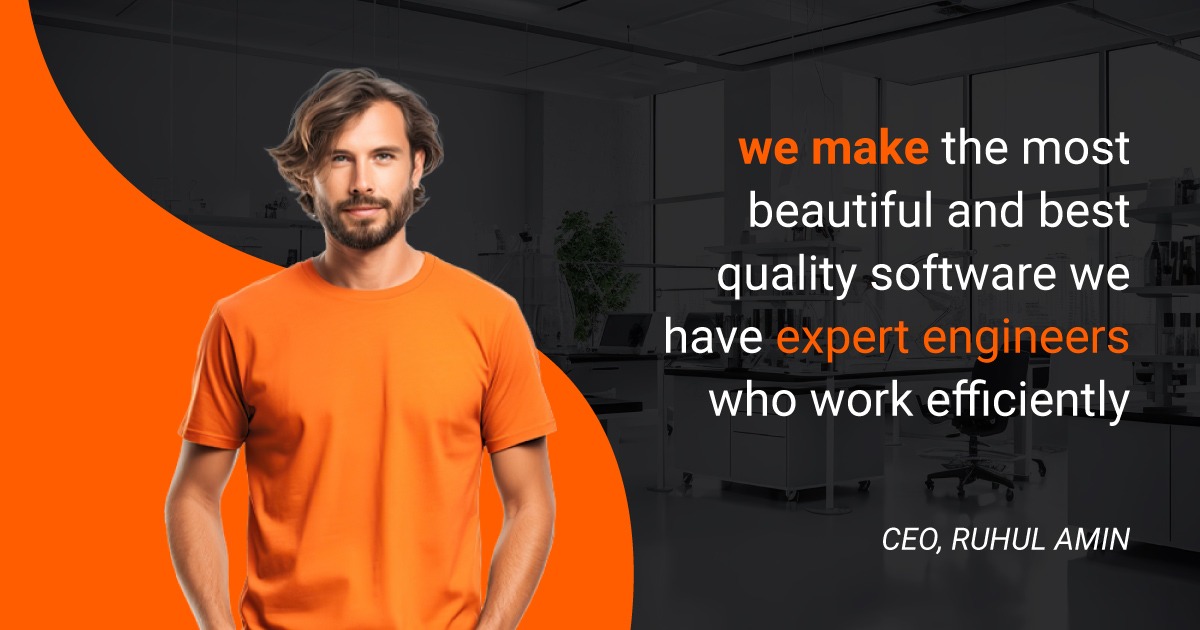 we make the most
beautiful and best
quality software we
have expert engineers
who work efficiently
CEO, RUHUL AMIN